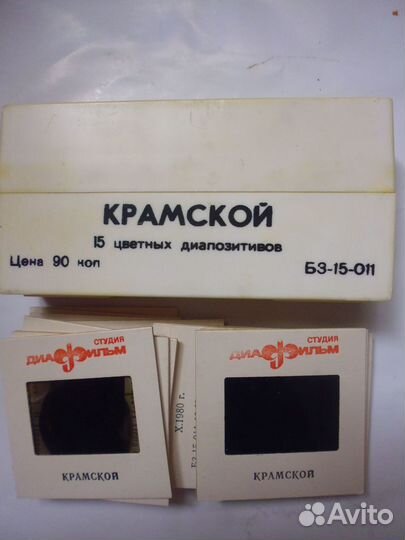 КРАМСКОЙ
15 цветных диапозитивов
Цена 90 коп
БЗ-15-011
СТУДИЯ
ДИАФИЛЬМ
КРАМСКОЙ
X.1980 г.
СТУДИЯ
ДИАФИЛЬМ
КРАМСКОЙ
Avito